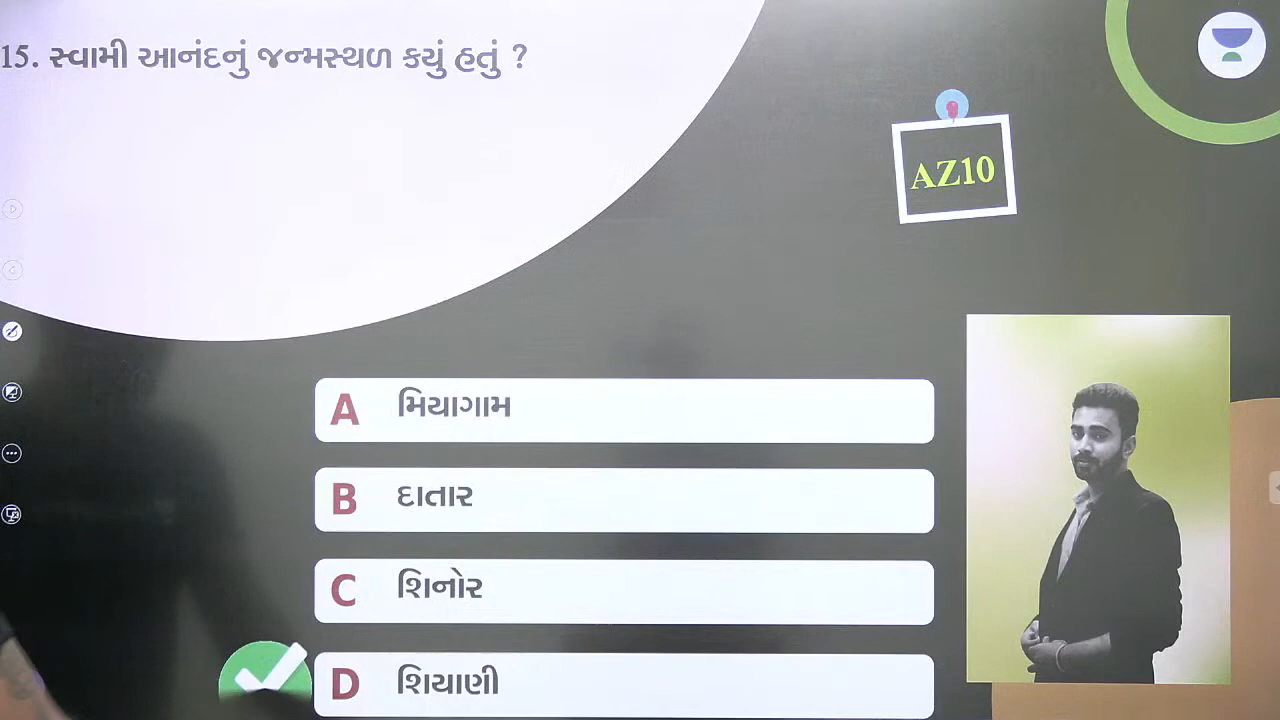 15. સ્વામી આનંદનું જન્મસ્થળ કયું હતું ?
AZ10
A મિયાગામ
B દાતાર
C શિનોર
D શિયાણી